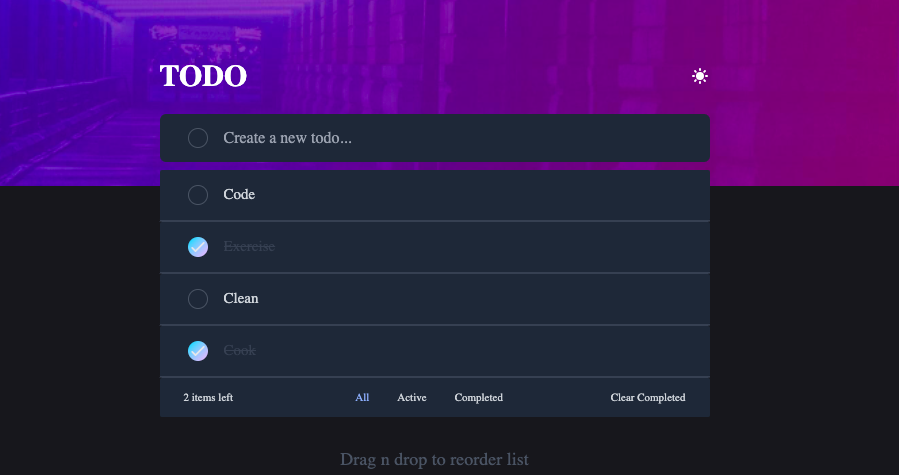 TODO
Create a new todo...
Code
Exercise
Clean
Cook
2 items left All Active Completed Clear Completed
Drag n drop to reorder list